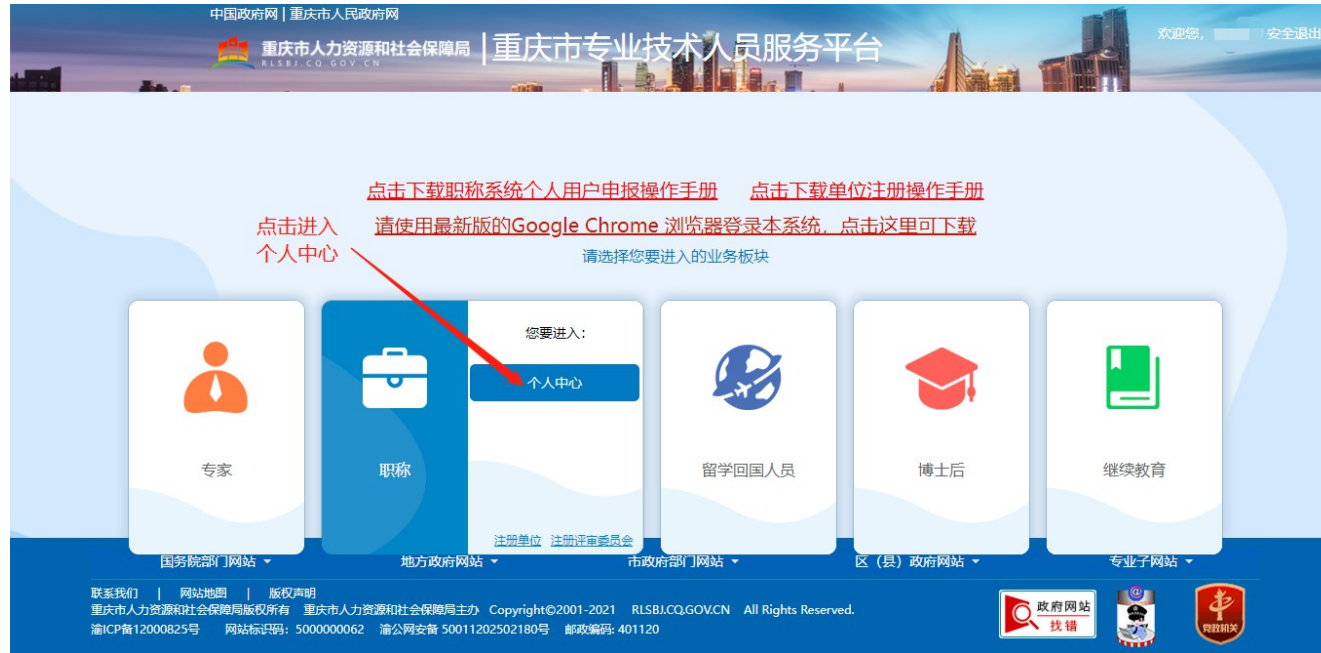 中国政府网 | 重庆市人民政府网
重庆市人力资源和社会保障局
RLSBJ.CQ.GOV.CN
重庆市专业技术人员服务平台
欢迎您,
安全退出
点击下载职称系统个人用户申报操作手册 点击下载单位注册操作手册
点击进入
个人中心
请使用最新版的Google Chrome 浏览器登录本系统，点击这里可下载
请选择您要进入的业务板块
专家
职称
您要进入：
个人中心
注册单位 注册评审委员会
留学回国人员
博士后
继续教育
国务院部门网站 地方政府网站 市政府部门网站 区（县）政府网站 专业子网站
联系我们 | 网站地图 | 版权声明
重庆市人力资源和社会保障局版权所有 重庆市人力资源和社会保障局主办 Copyright©2001-2021 RLSBJ.CQ.GOV.CN All Rights Reserved.
渝ICP备12000825号 网站标识码: 5000000062 渝公网安备 50011202502180号 邮政编码: 401120
政府网站
找错
党政机关